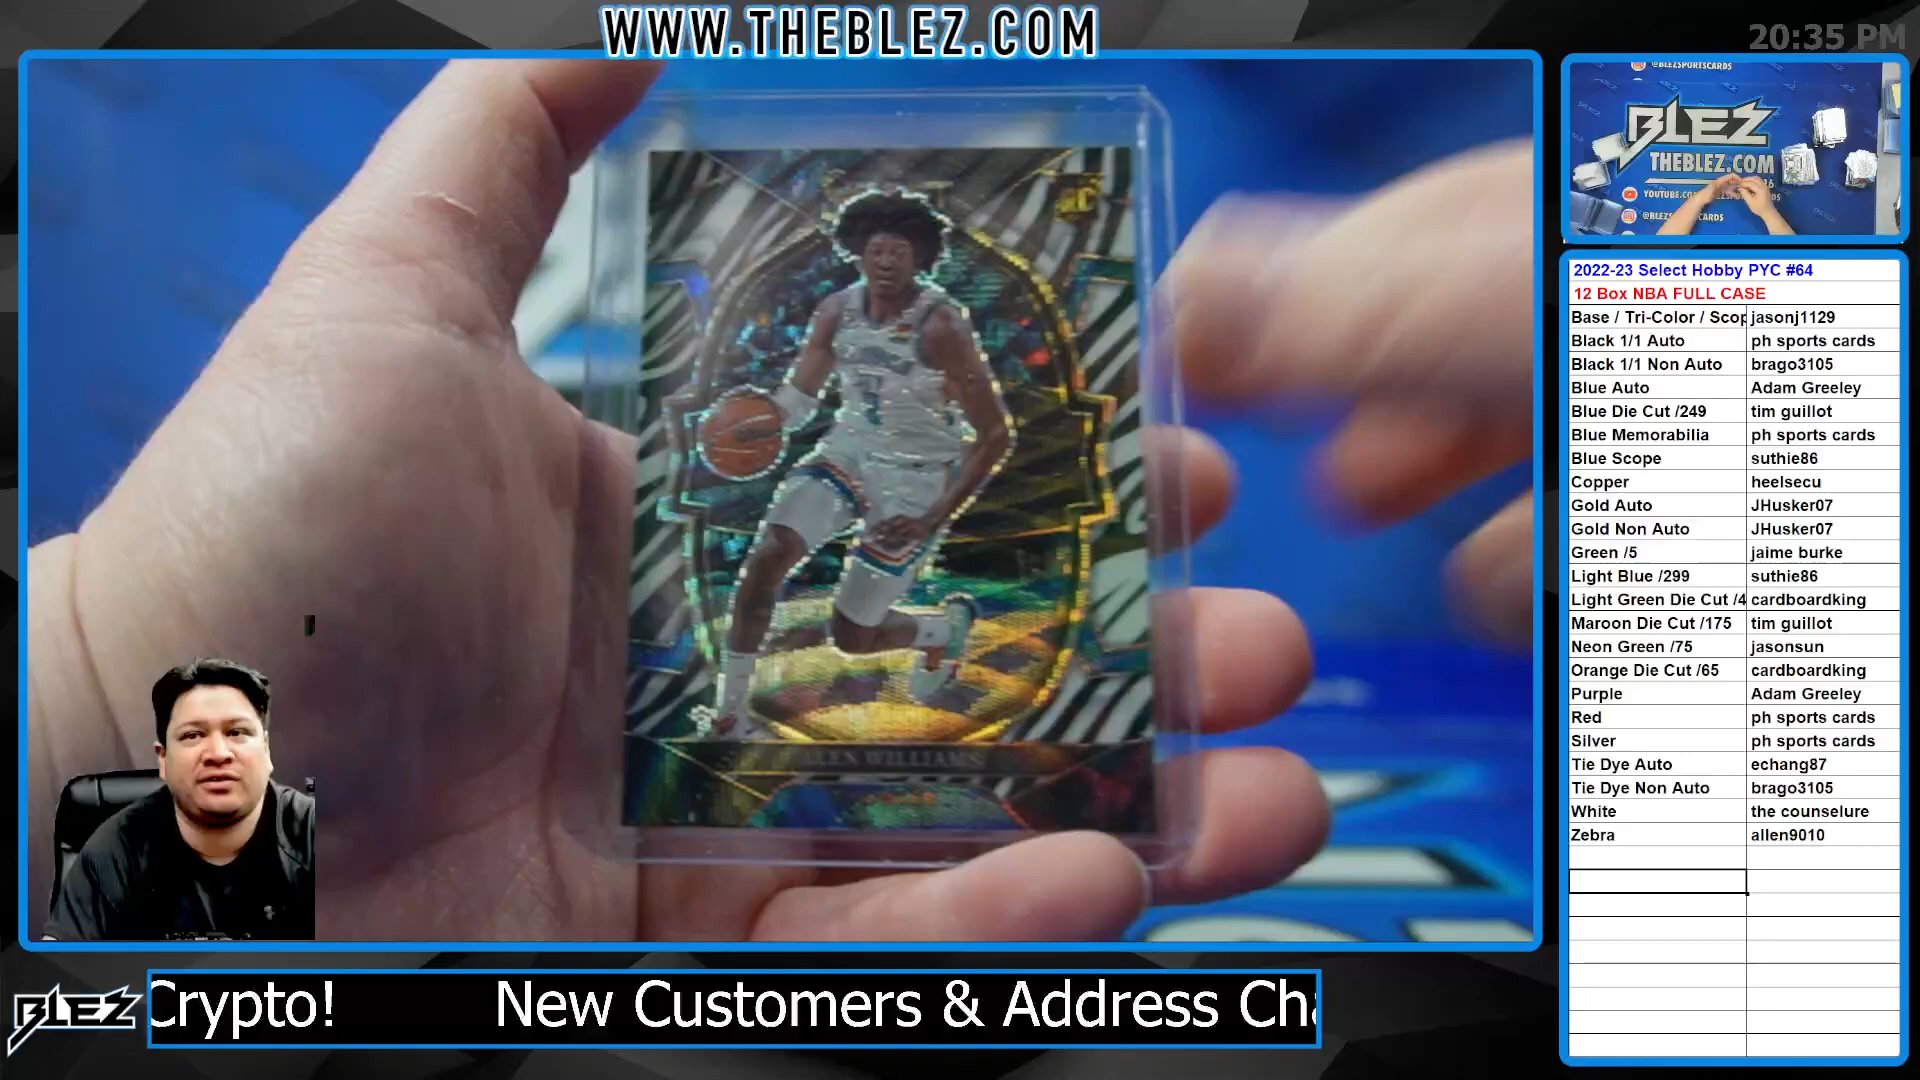 WWW.THEBLEZ.COM
20:35 PM
@BLEZSPORTSCARDS
BLEZ
THEBLEZ.COM
RC
2022-23 Select Hobby PYC #64
12 Box NBA FULL CASE
Base / Tri-Color / Scop jasonj1129
Black 1/1 Auto ph sports cards
Black 1/1 Non Auto brago3105
Blue Auto Adam Greeley
Blue Die Cut /249 tim guillot
Blue Memorabilia ph sports cards
Blue Scope suthie86
Copper heelsecu
Gold Auto JHusker07
Gold Non Auto JHusker07
Green /5 jaime burke
Light Blue /299 suthie86
Light Green Die Cut /4 cardboardking
Maroon Die Cut /175 tim guillot
Neon Green /75 jasonsun
Orange Die Cut /65 cardboardking
Purple Adam Greeley
Red ph sports cards
Silver ph sports cards
Tie Dye Auto echang87
Tie Dye Non Auto brago3105
White the counselure
Zebra allen9010
WILLIAMS
BLEZ
Crypto! New Customers & Address Cha